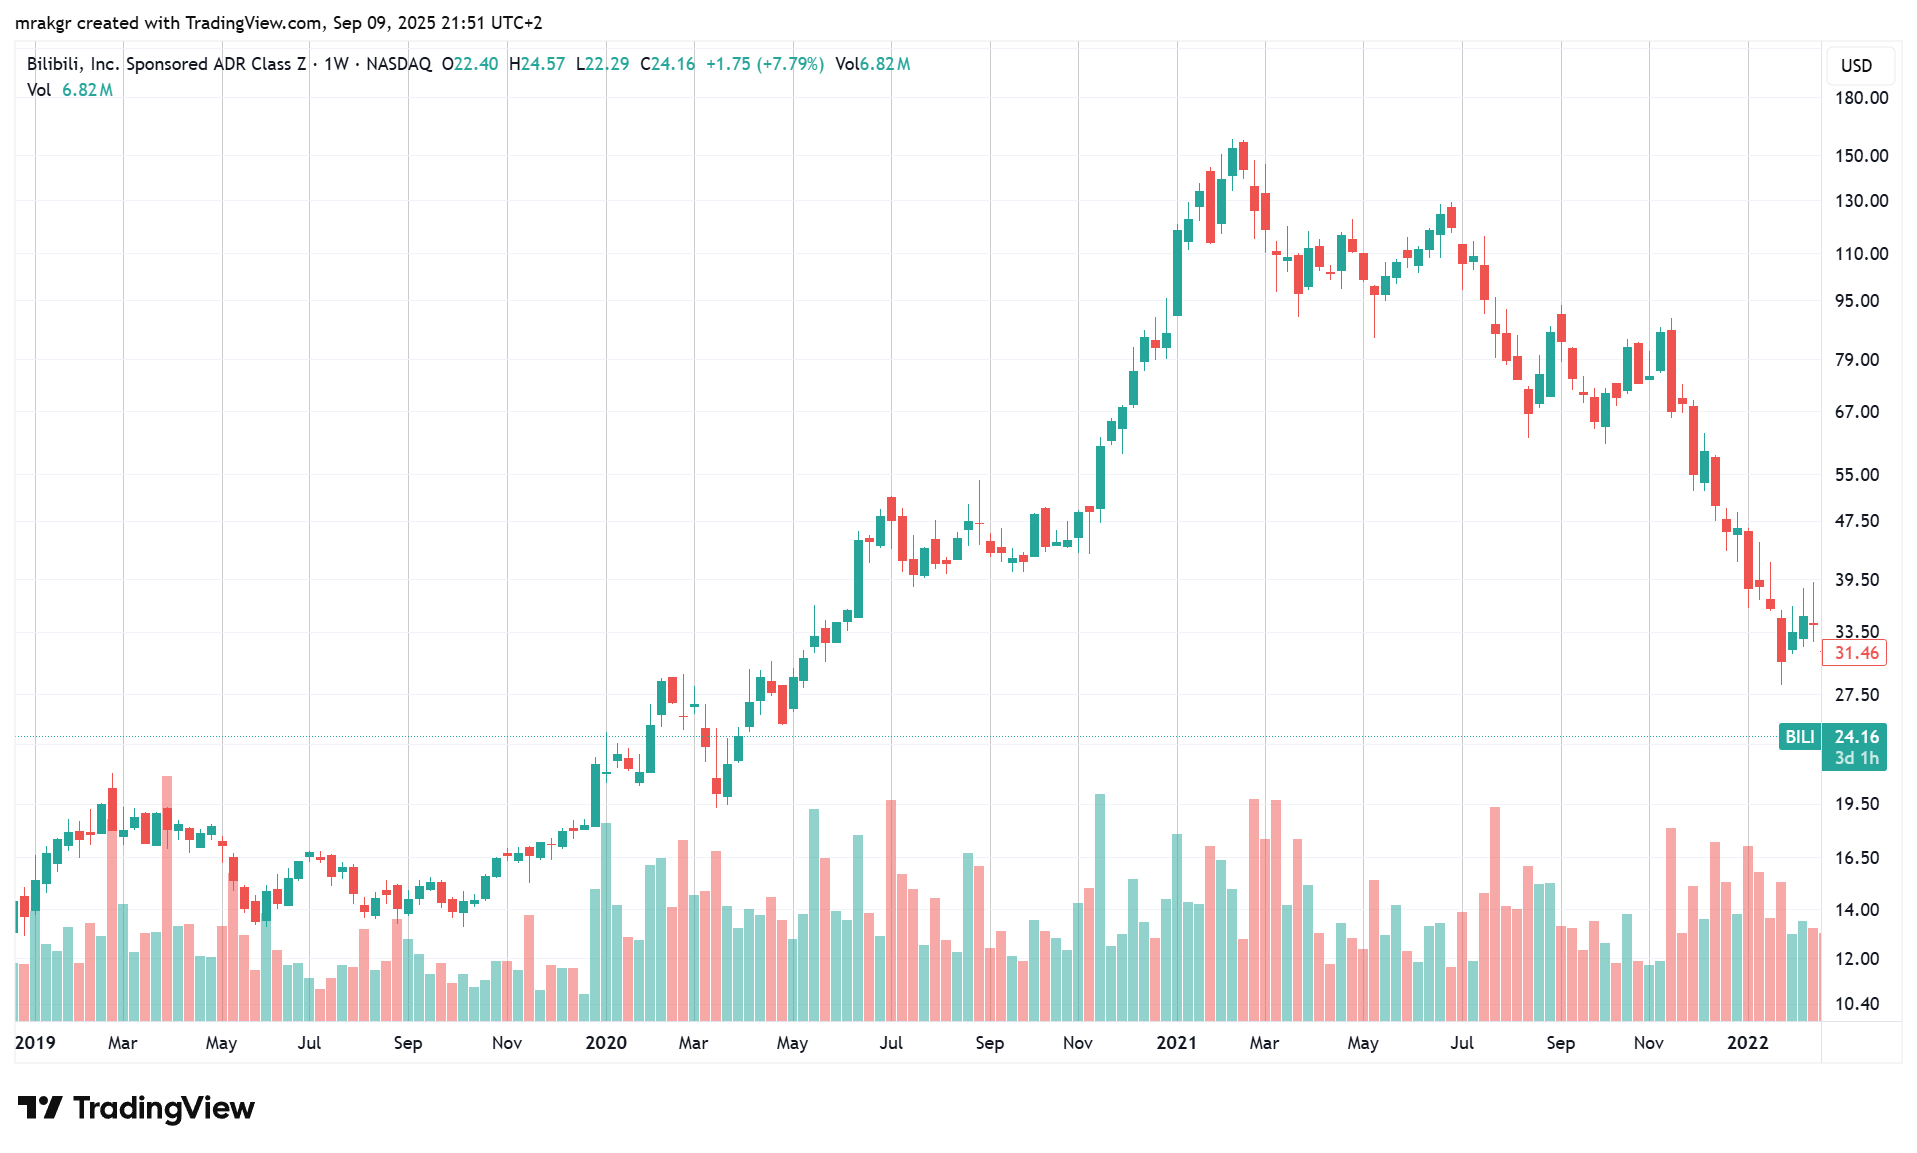 mrakgr created with TradingView.com, Sep 09, 2025 21:51 UTC+2
Bilibili, Inc. Sponsored ADR Class Z · 1W · NASDAQ O22.40 H24.57 L22.29 C24.16 +1.75 (+7.79%) Vol6.82M
Vol 6.82M
USD
180.00
150.00
130.00
110.00
95.00
79.00
67.00
55.00
47.50
39.50
33.50
31.46
27.50
BILI 24.16
3d 1h
19.50
16.50
14.00
12.00
10.40
2019 Mar May Jul Sep Nov 2020 Mar May Jul Sep Nov 2021 Mar May Jul Sep Nov 2022
TradingView